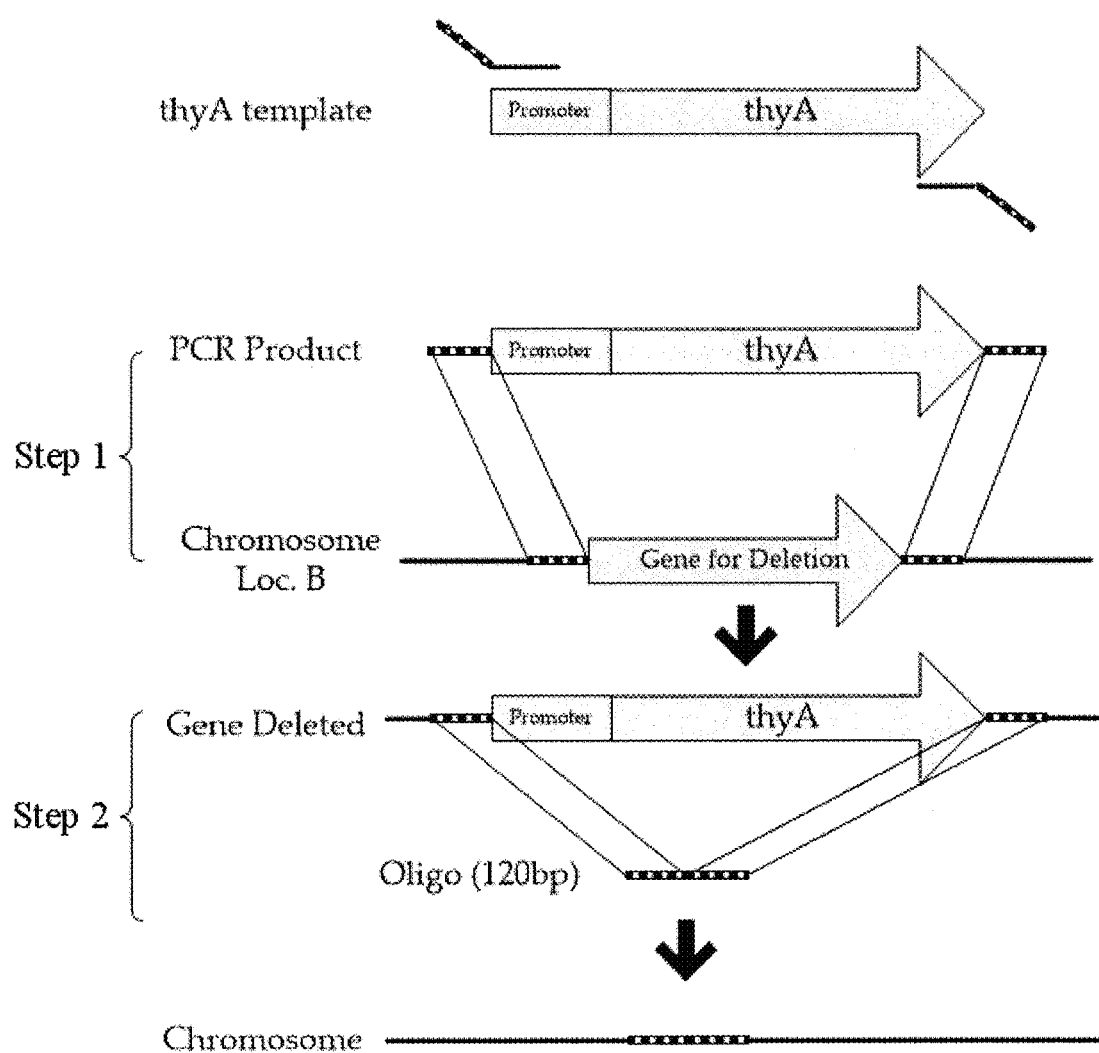 thyA template
Promoter
thyA
PCR Product
Promoter
thyA
Step 1
Chromosome
Loc. B
Gene for Deletion
Gene Deleted
Promoter
thyA
Step 2
Oligo (120bp)
Chromosome